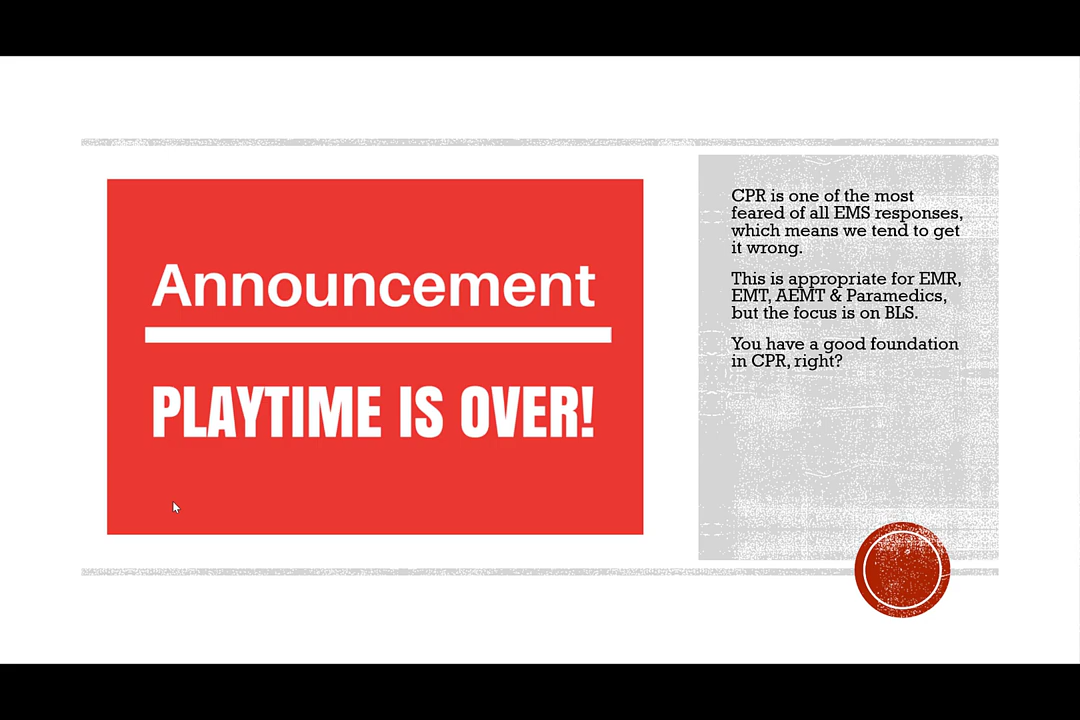 Announcement
PLAYTIME IS OVER!
CPR is one of the most
feared of all EMS responses,
which means we tend to get
it wrong.
This is appropriate for EMR,
EMT, AEMT & Paramedics,
but the focus is on BLS.
You have a good foundation
in CPR, right?